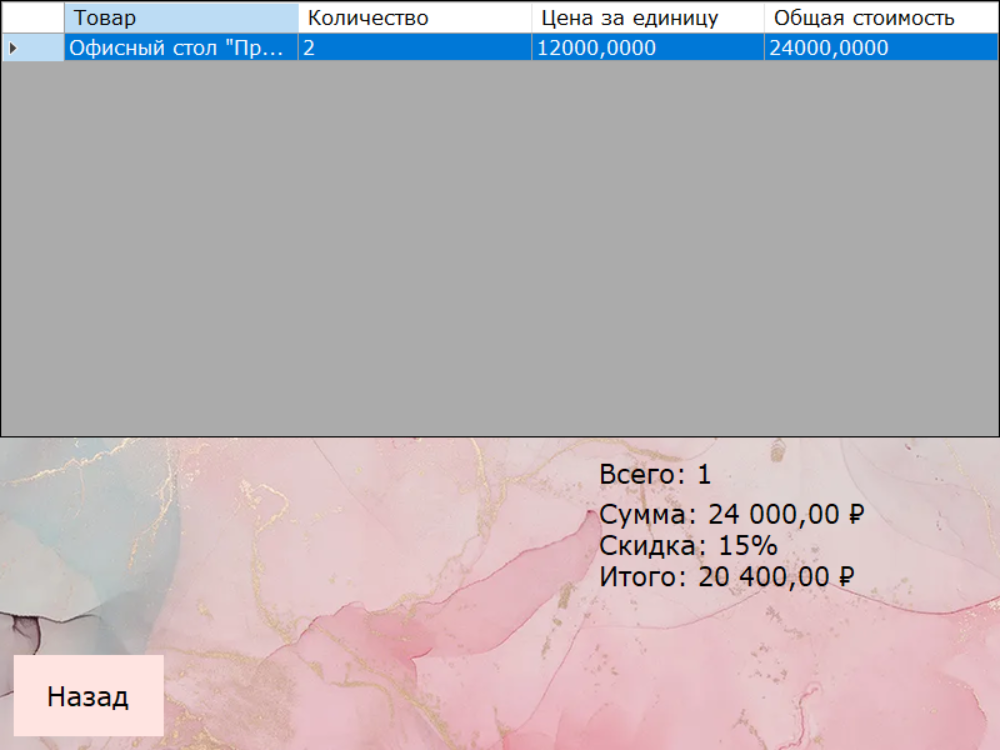 Товар Количество Цена за единицу Общая стоимость
Офисный стол "Пр... 2 12000,0000 24000,0000
Всего: 1
Сумма: 24 000,00 ₽
Скидка: 15%
Итого: 20 400,00 ₽
Назад